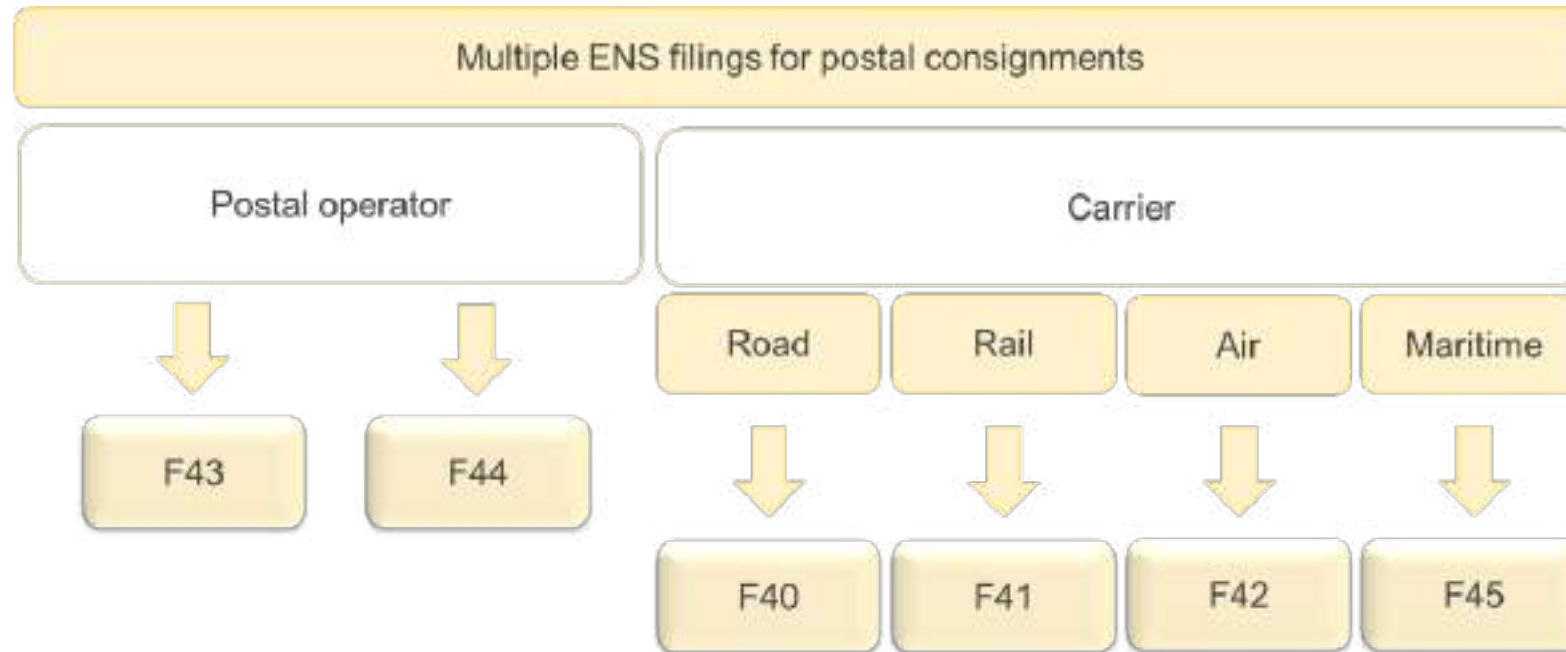 Multiple ENS filings for postal consignments
Postal operator
Carrier
Road
Rail
Air
Maritime
F43
F44
F40
F41
F42
F45